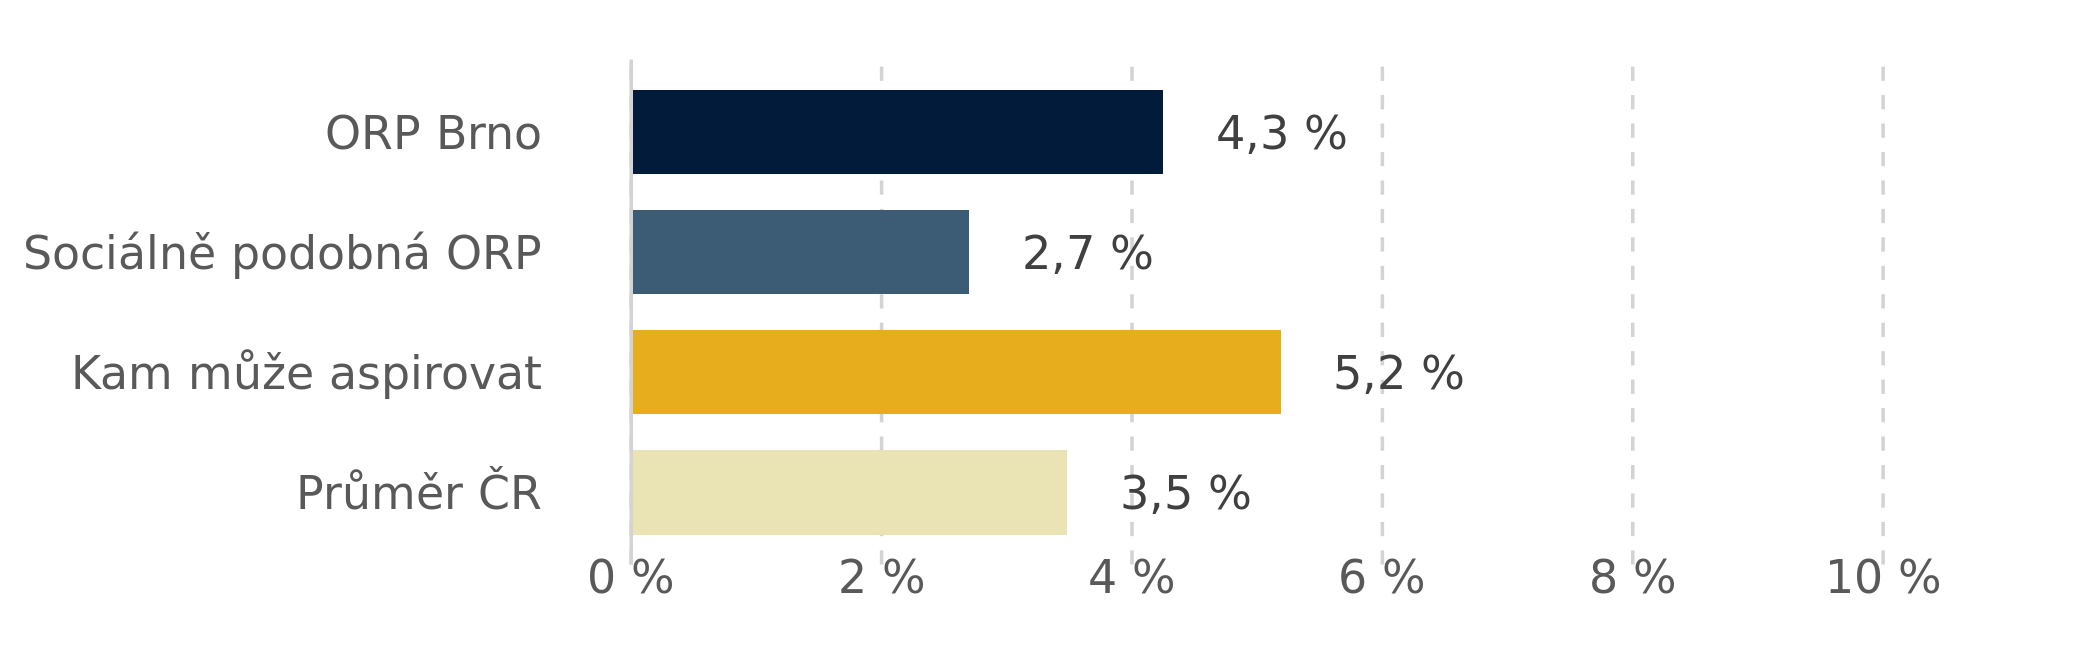 ORP Brno 4,3 %
Sociálně podobná ORP 2,7 %
Kam může aspirovat 5,2 %
Průměr ČR 3,5 %
0 % 2 % 4 % 6 % 8 % 10 %